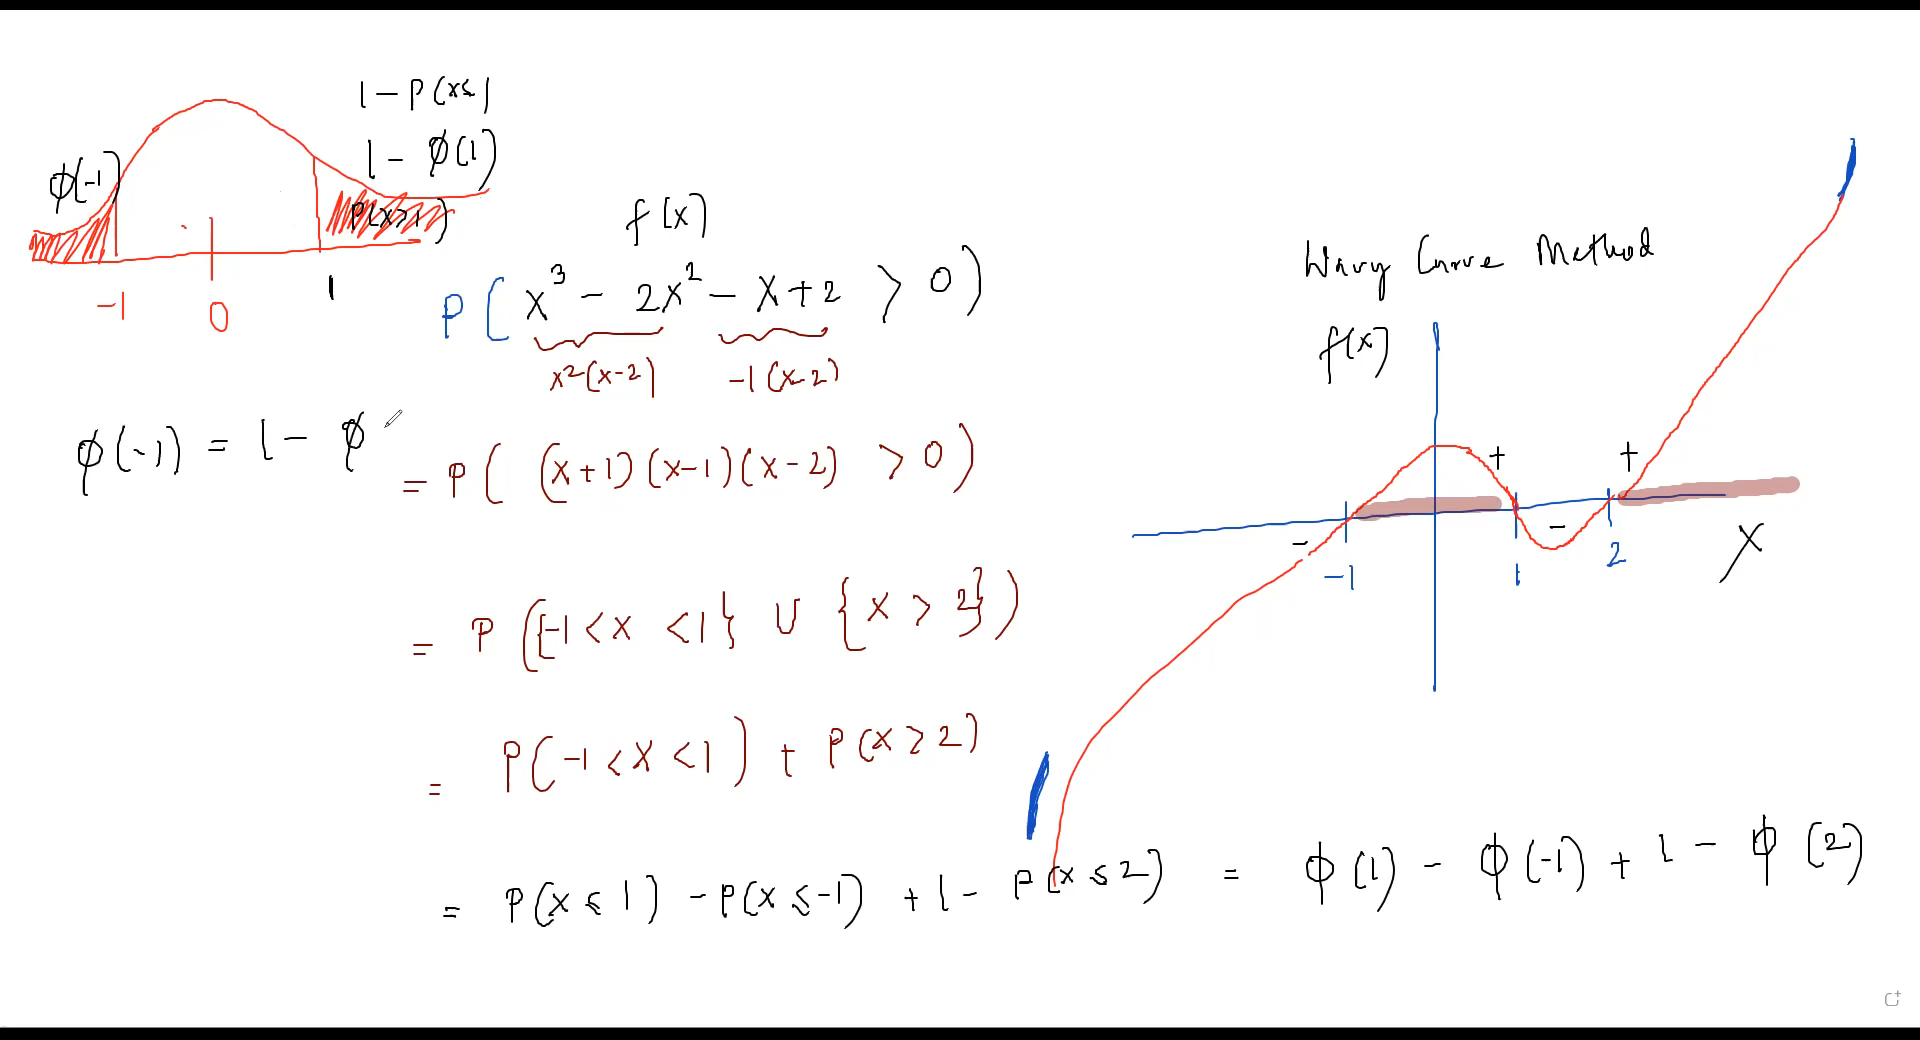 1 - P(X≤)
1 - ϕ(1)
ϕ(-1)
P(X>1)
-1 0 1
f(x)
P( X³ - 2X² - X + 2 > 0 )
x²(x-2) -1(x-2)
ϕ(-1) = 1 - ϕ
= P( (X+1)(X-1)(X-2) > 0 )
= P( {-1 < X < 1} ∪ {X > 2} )
= P( -1 < X < 1 ) + P( X > 2 )
= P( X ≤ 1 ) - P( X ≤ -1 ) + 1 - P( X ≤ 2 ) = ϕ(1) - ϕ(-1) + 1 - ϕ(2)
Wavy Curve Method
f(x)
+ +
- -
-1 1 2 X